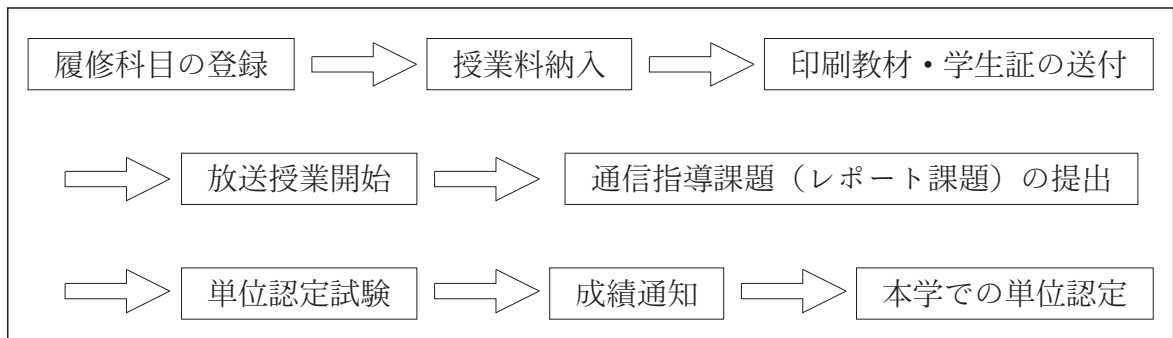 履修科目の登録 授業料納入 印刷教材・学生証の送付
放送授業開始 通信指導課題（レポート課題）の提出
単位認定試験 成績通知 本学での単位認定